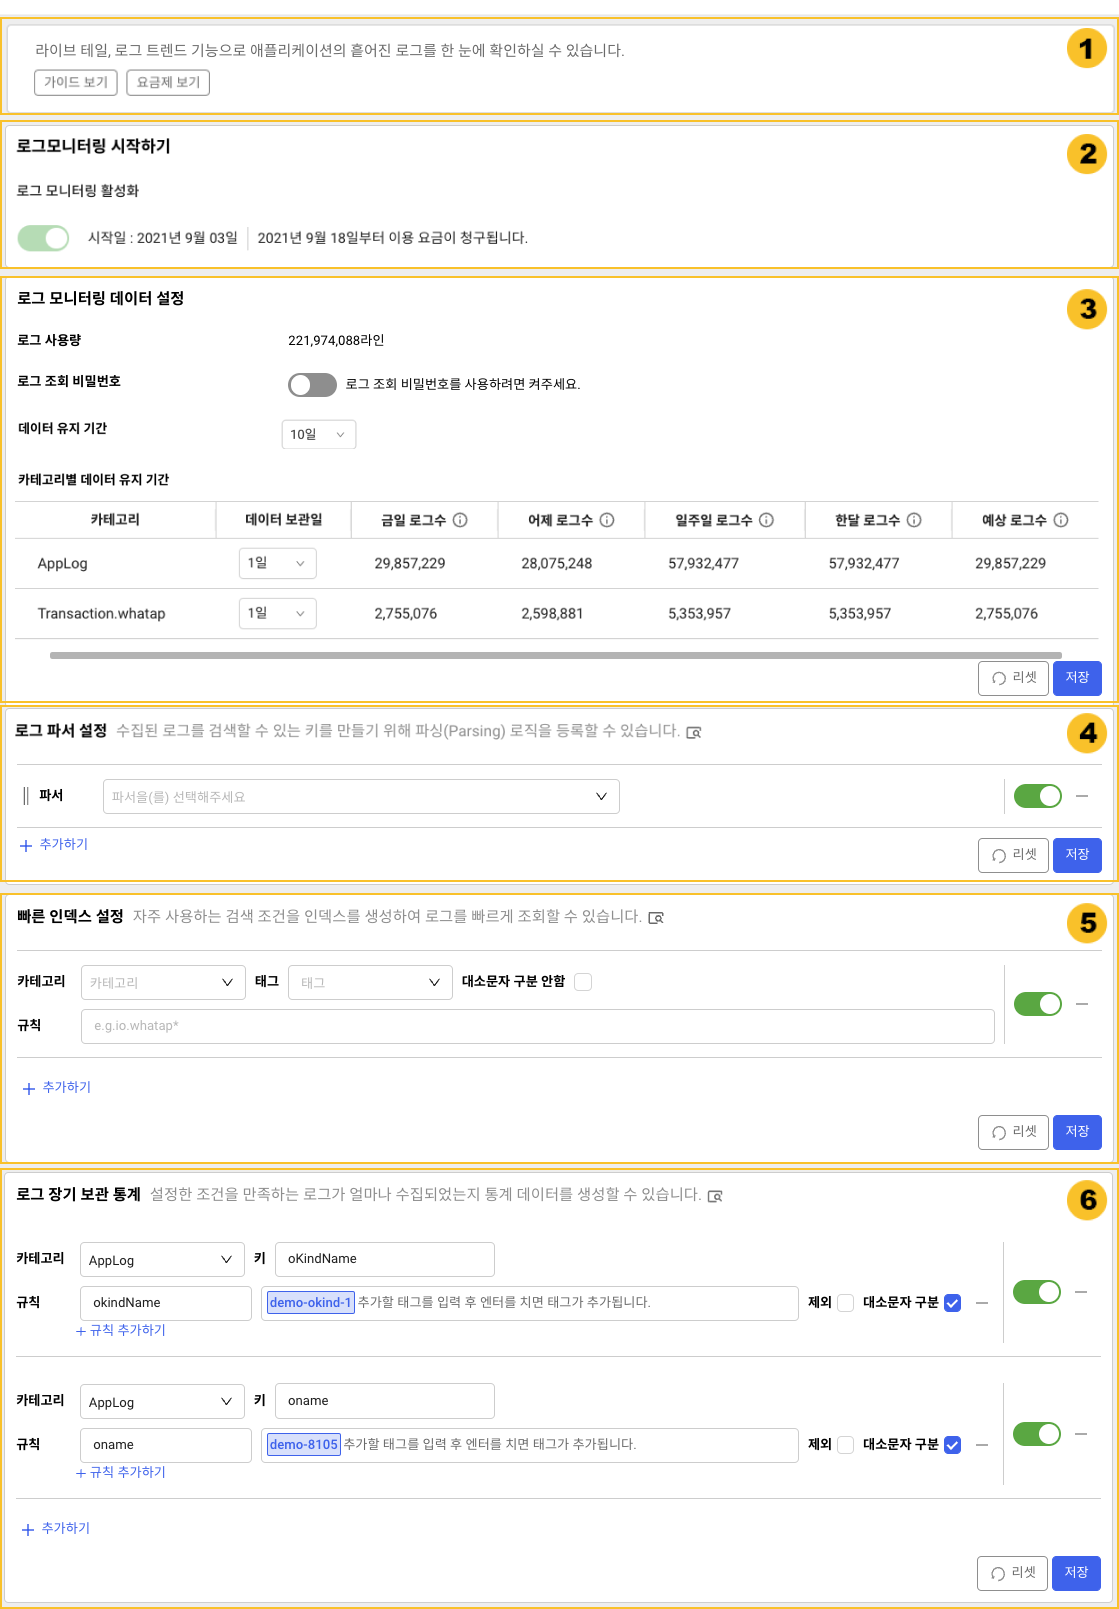 라이브 테일, 로그 트렌드 기능으로 애플리케이션의 흩어진 로그를 한 눈에 확인하실 수 있습니다.
1
가이드 보기 요금제 보기
로그모니터링 시작하기
2
로그 모니터링 활성화
시작일 : 2021년 9월 03일 2021년 9월 18일부터 이용 요금이 청구됩니다.
로그 모니터링 데이터 설정
3
로그 사용량 221,974,088라인
로그 조회 비밀번호 로그 조회 비밀번호를 사용하려면 켜주세요.
데이터 유지 기간 10일
카테고리별 데이터 유지 기간
카테고리 데이터 보관일 금일 로그수 어제 로그수 일주일 로그수 한달 로그수 예상 로그수
AppLog 1일 29,857,229 28,075,248 57,932,477 57,932,477 29,857,229
Transaction.whatap 1일 2,755,076 2,598,881 5,353,957 5,353,957 2,755,076
리셋 저장
로그 파서 설정 수집된 로그를 검색할 수 있는 키를 만들기 위해 파싱(Parsing) 로직을 등록할 수 있습니다.
4
파서 파서을(를) 선택해주세요
+ 추가하기
리셋 저장
빠른 인덱스 설정 자주 사용하는 검색 조건을 인덱스를 생성하여 로그를 빠르게 조회할 수 있습니다.
5
카테고리 카테고리 태그 태그 대소문자 구분 안함
규칙 e.g.io.whatap*
+ 추가하기
리셋 저장
로그 장기 보관 통계 설정한 조건을 만족하는 로그가 얼마나 수집되었는지 통계 데이터를 생성할 수 있습니다.
6
카테고리 AppLog 키 oKindName
규칙 okindName demo-okind-1 추가할 태그를 입력 후 엔터를 치면 태그가 추가됩니다. 제외 대소문자 구분
+ 규칙 추가하기
카테고리 AppLog 키 oname
규칙 oname demo-8105 추가할 태그를 입력 후 엔터를 치면 태그가 추가됩니다. 제외 대소문자 구분
+ 규칙 추가하기
+ 추가하기
리셋 저장